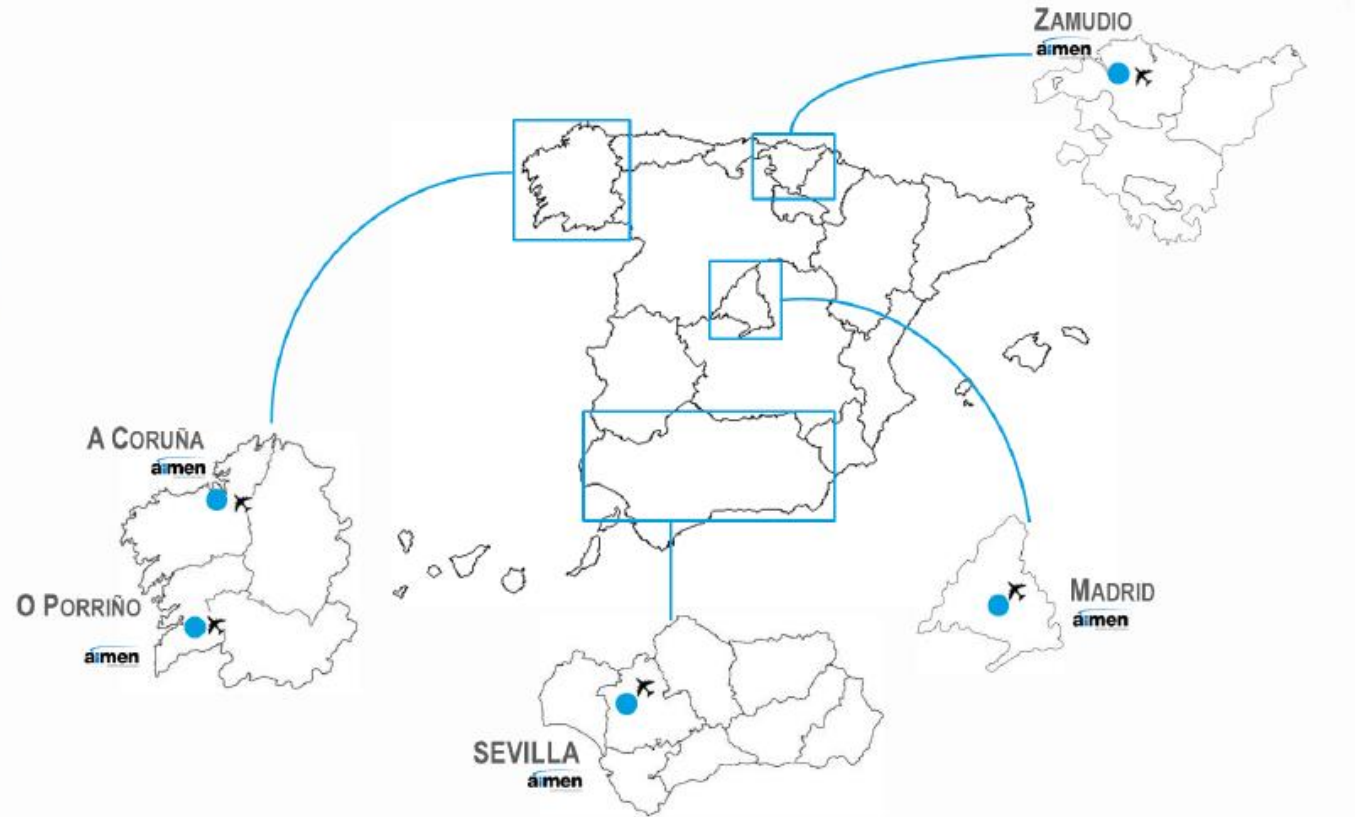 ZAMUDIO
aimen
A CORUÑA
aimen
O PORRIÑO
aimen
MADRID
aimen
SEVILLA
aimen